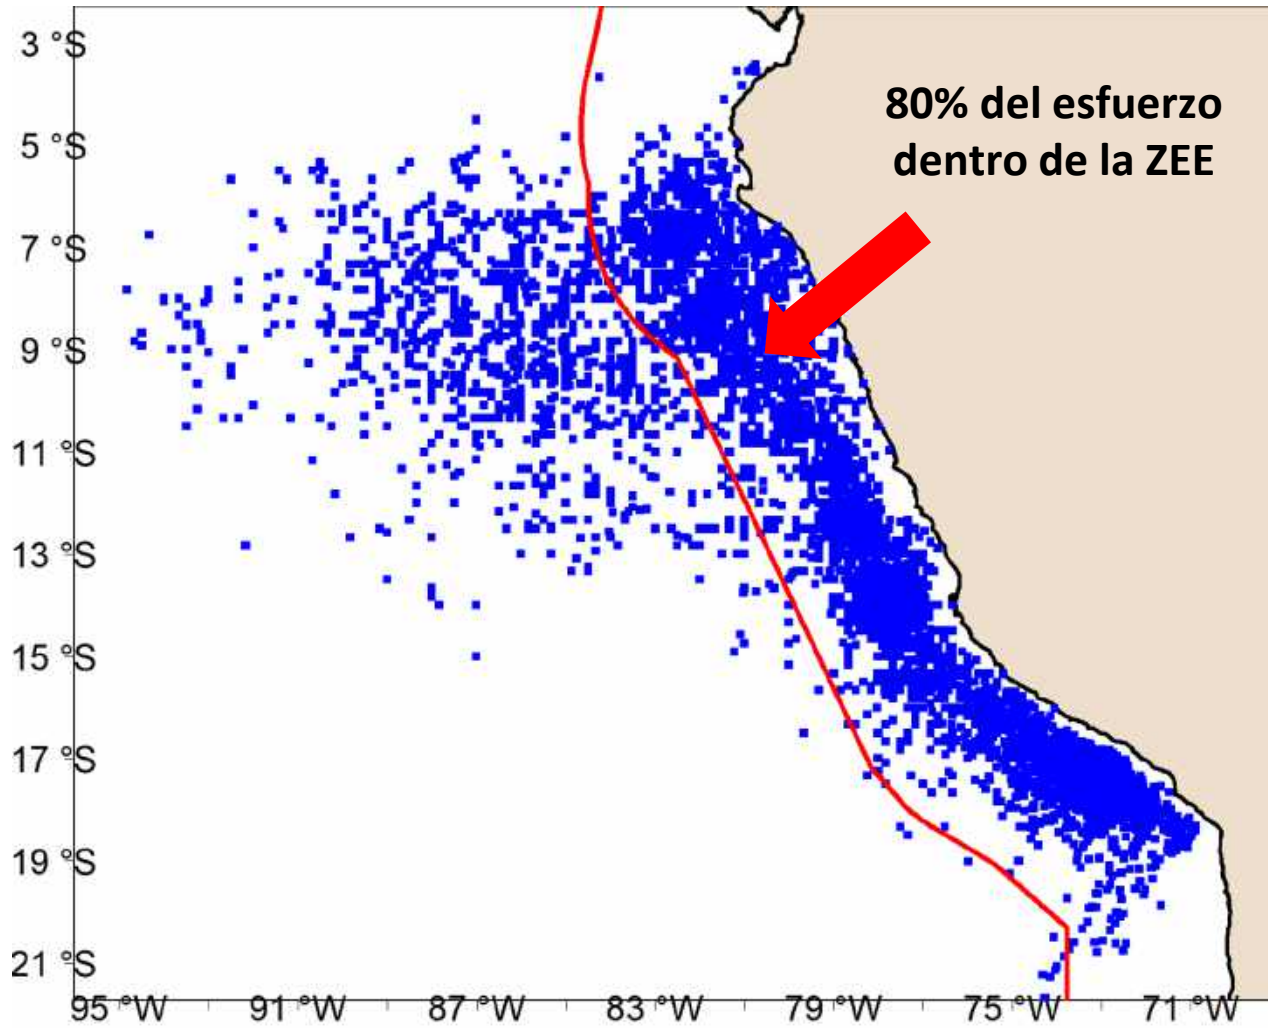 3 °S
80% del esfuerzo
dentro de la ZEE
5 °S
7 °S
9 °S
11 °S
13 °S
15 °S
17 °S
19 °S
21 °S
95 °W 91 °W 87 °W 83 °W 79 °W 75 °W 71 °W